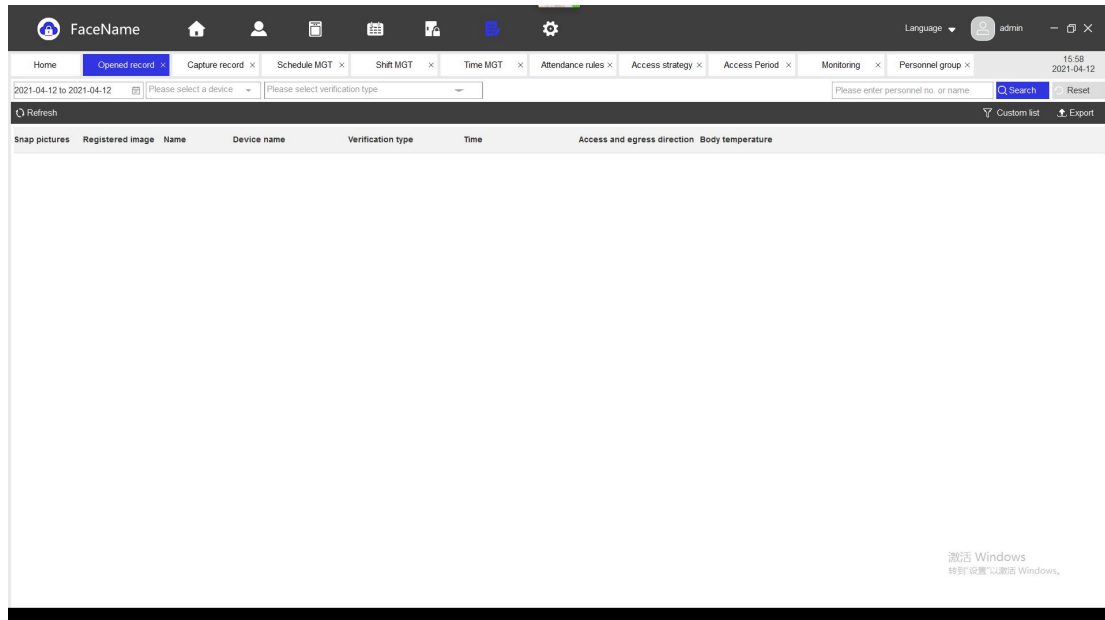 FaceName
Language
admin
Home
Opened record
Capture record
Schedule MGT
Shift MGT
Time MGT
Attendance rules
Access strategy
Access Period
Monitoring
Personnel group
15:58
2021-04-12
2021-04-12 to 2021-04-12
Please select a device
Please select verification type
Please enter personnel no. or name
Search
Reset
Refresh
Custom list
Export
Snap pictures Registered image Name Device name Verification type Time Access and egress direction Body temperature
激活 Windows
转到"设置"以激活 Windows。